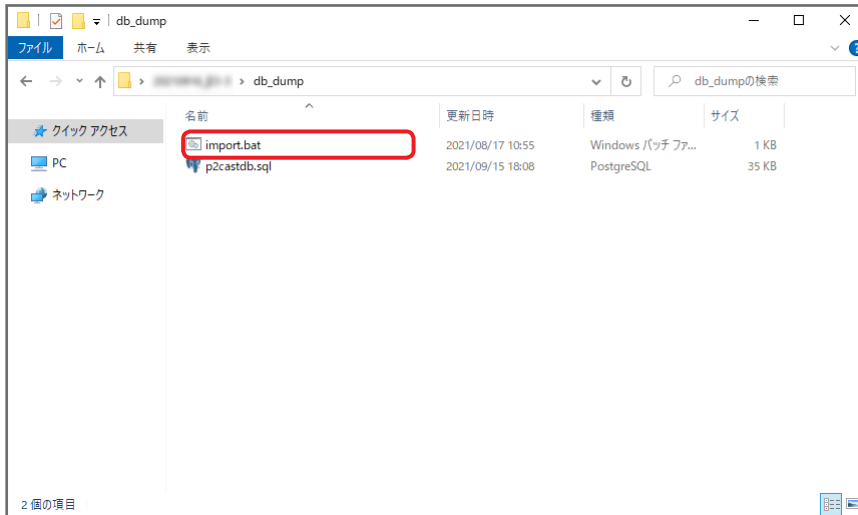 db_dump
ファイル ホーム 共有 表示
db_dump db_dumpの検索
名前 更新日時 種類 サイズ
クイック アクセス
import.bat 2021/08/17 10:55 Windows バッチ ファ... 1 KB
PC
p2castdb.sql 2021/09/15 18:08 PostgreSQL 35 KB
ネットワーク
2 個の項目